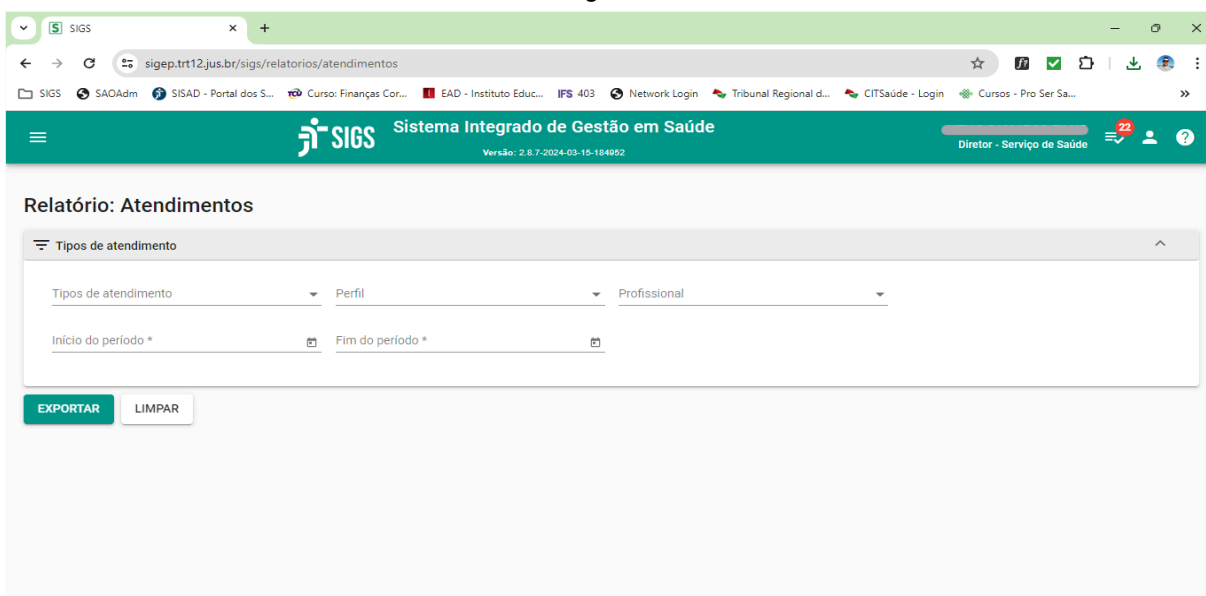 S SIGS
sigep.trt12.jus.br/sigs/relatorios/atendimentos
SIGS SAOAdm SISAD - Portal dos S... TCU Curso: Finanças Cor... EAD - Instituto Educ... IFS 403 Network Login Tribunal Regional d... CITSaúde - Login Cursos - Pro Ser Sa...
SIGS Sistema Integrado de Gestão em Saúde
Versão: 2.8.7-2024-03-15-184952
Diretor - Serviço de Saúde
22
Relatório: Atendimentos
Tipos de atendimento
Tipos de atendimento Perfil Profissional
Início do período * Fim do período *
EXPORTAR LIMPAR